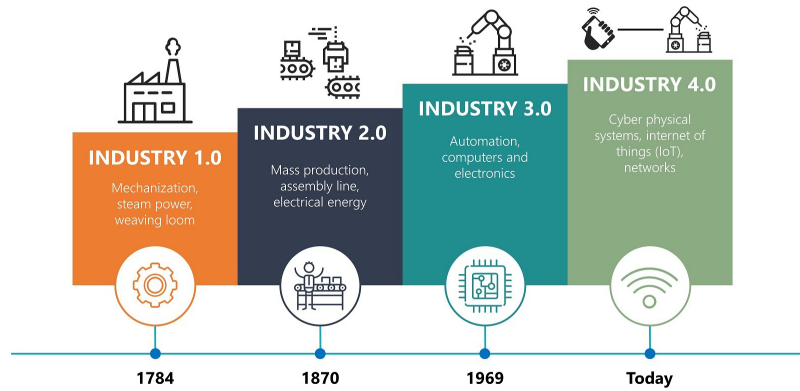 INDUSTRY 1.0
Mechanization,
steam power,
weaving loom
INDUSTRY 2.0
Mass production,
assembly line,
electrical energy
INDUSTRY 3.0
Automation,
computers and
electronics
INDUSTRY 4.0
Cyber physical
systems, internet of
things (IoT),
networks
1784
1870
1969
Today